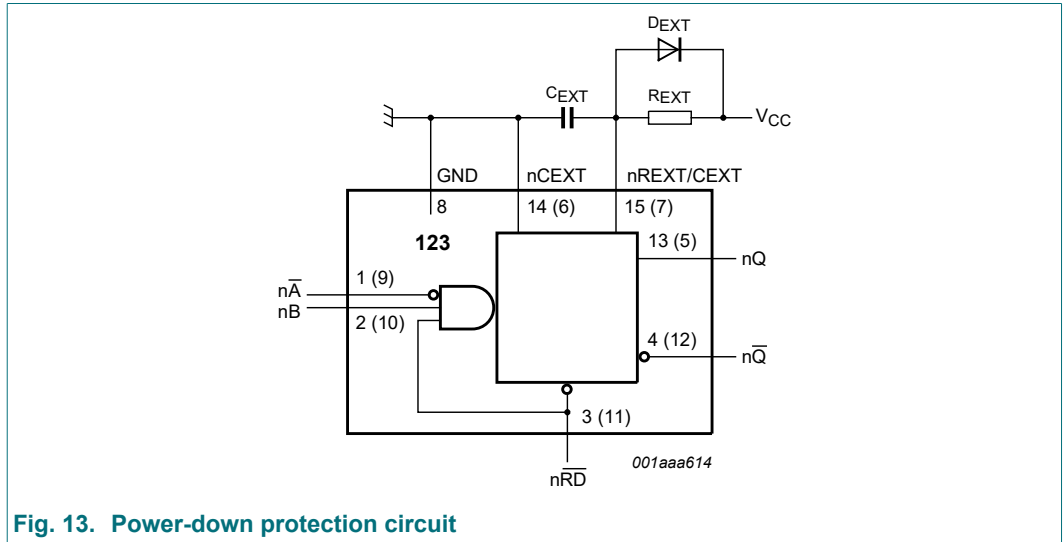 DEXT
CEXT
REXT
VCC
GND
nCEXT
nREXT/CEXT
8
14 (6)
15 (7)
123
13 (5)
nQ
1 (9)
nA̅
nB
2 (10)
4 (12)
nQ̅
3 (11)
001aaa614
nR̅D̅
Fig. 13. Power-down protection circuit